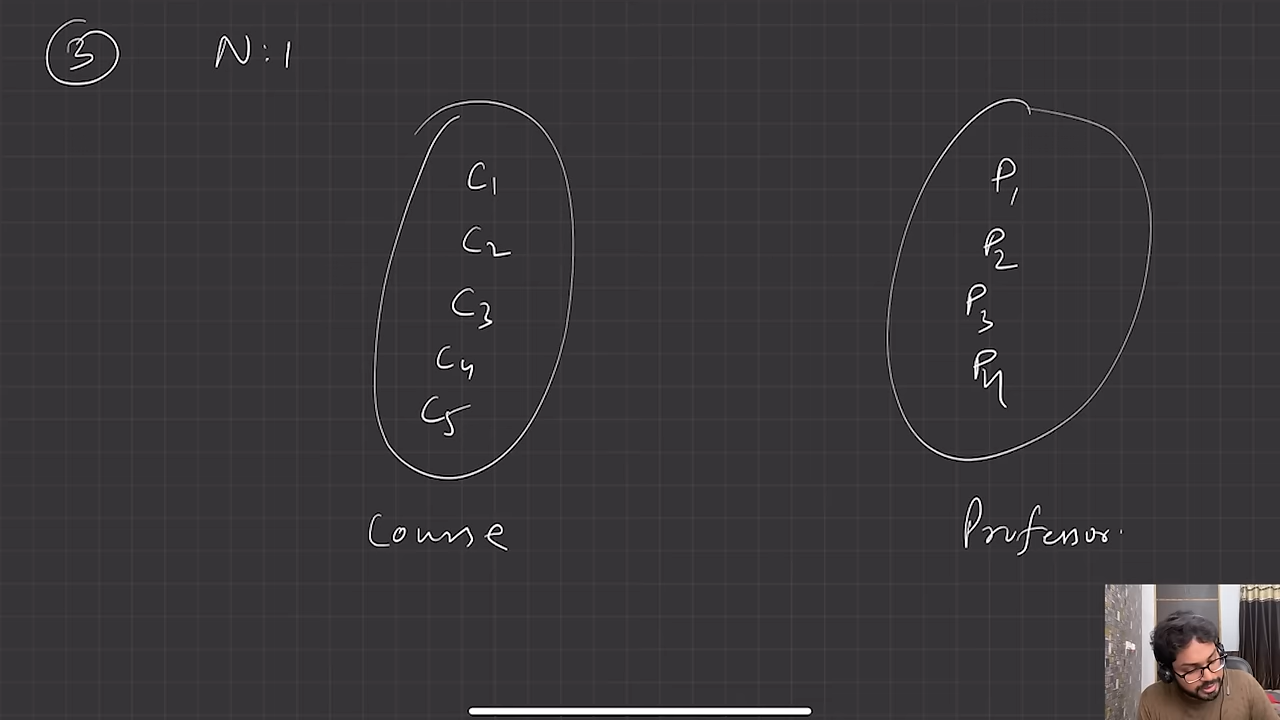 3 N:1
C1 P1
C2 P2
C3 P3
C4 P4
C5
Course Professor.